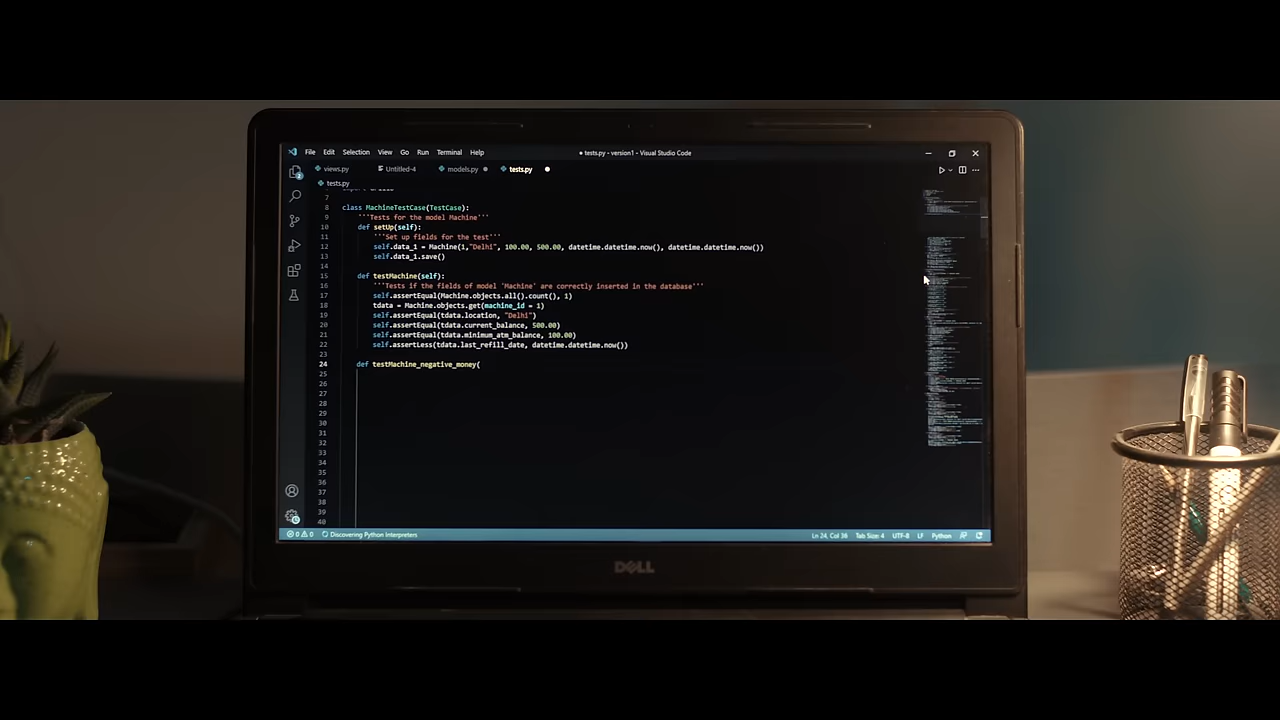 File Edit Selection View Go Run Terminal Help
● tests.py - version1 - Visual Studio Code
views.py Untitled-4 models.py tests.py
tests.py
7
8 class MachineTestCase(TestCase):
9 '''Tests for the model Machine'''
10 def setUp(self):
11 '''Set up fields for the test'''
12 self.data_1 = Machine(1,"Delhi", 100.00, 500.00, datetime.datetime.now(), datetime.datetime.now())
13 self.data_1.save()
14
15 def testMachine(self):
16 '''Tests if the fields of model 'Machine' are correctly inserted in the database'''
17 self.assertEqual(Machine.objects.all().count(), 1)
18 tdata = Machine.objects.get(machine_id = 1)
19 self.assertEqual(tdata.location, "Delhi")
20 self.assertEqual(tdata.current_balance, 500.00)
21 self.assertEqual(tdata.minimum_atm_balance, 100.00)
22 self.assertLess(tdata.last_refill_date, datetime.datetime.now())
23
24 def testMachine_negative_money(
25
26
27
28
29
30
31
32
33
34
35
36
37
38
39
40
0 0 Discovering Python Interpreters Ln 24, Col 36 Tab Size: 4 UTF-8 LF Python
DELL